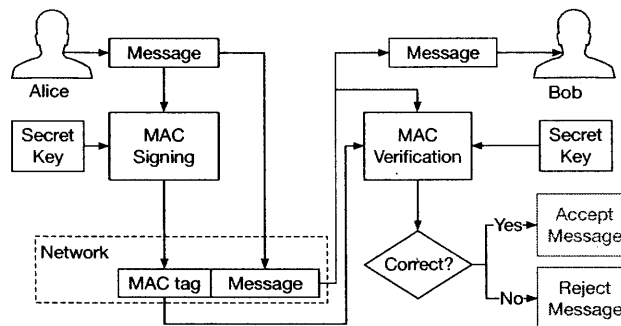 Message
Alice
Secret
Key
MAC
Signing
Network
MAC tag
Message
Message
Bob
MAC
Verification
Secret
Key
Correct?
Yes
Accept
Message
No
Reject
Message